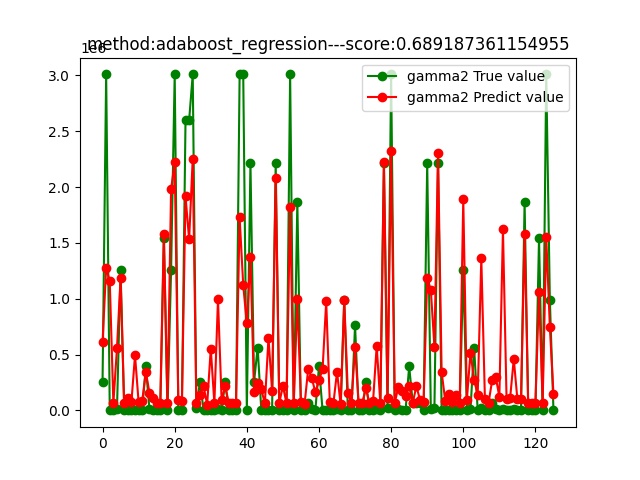 method:adaboost_regression---score:0.689187361154955
1e6
gamma2 True value
gamma2 Predict value
3.0
2.5
2.0
1.5
1.0
0.5
0.0
0 20 40 60 80 100 120